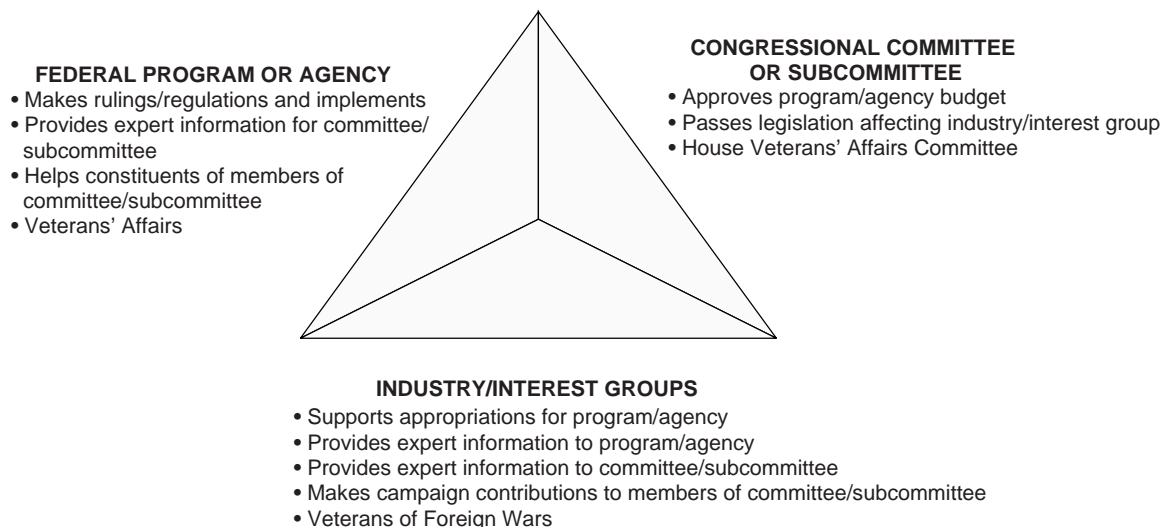 FEDERAL PROGRAM OR AGENCY
• Makes rulings/regulations and implements
• Provides expert information for committee/
subcommittee
• Helps constituents of members of
committee/subcommittee
• Veterans’ Affairs
CONGRESSIONAL COMMITTEE
OR SUBCOMMITTEE
• Approves program/agency budget
• Passes legislation affecting industry/interest group
• House Veterans’ Affairs Committee
INDUSTRY/INTEREST GROUPS
• Supports appropriations for program/agency
• Provides expert information to program/agency
• Provides expert information to committee/subcommittee
• Makes campaign contributions to members of committee/subcommittee
• Veterans of Foreign Wars